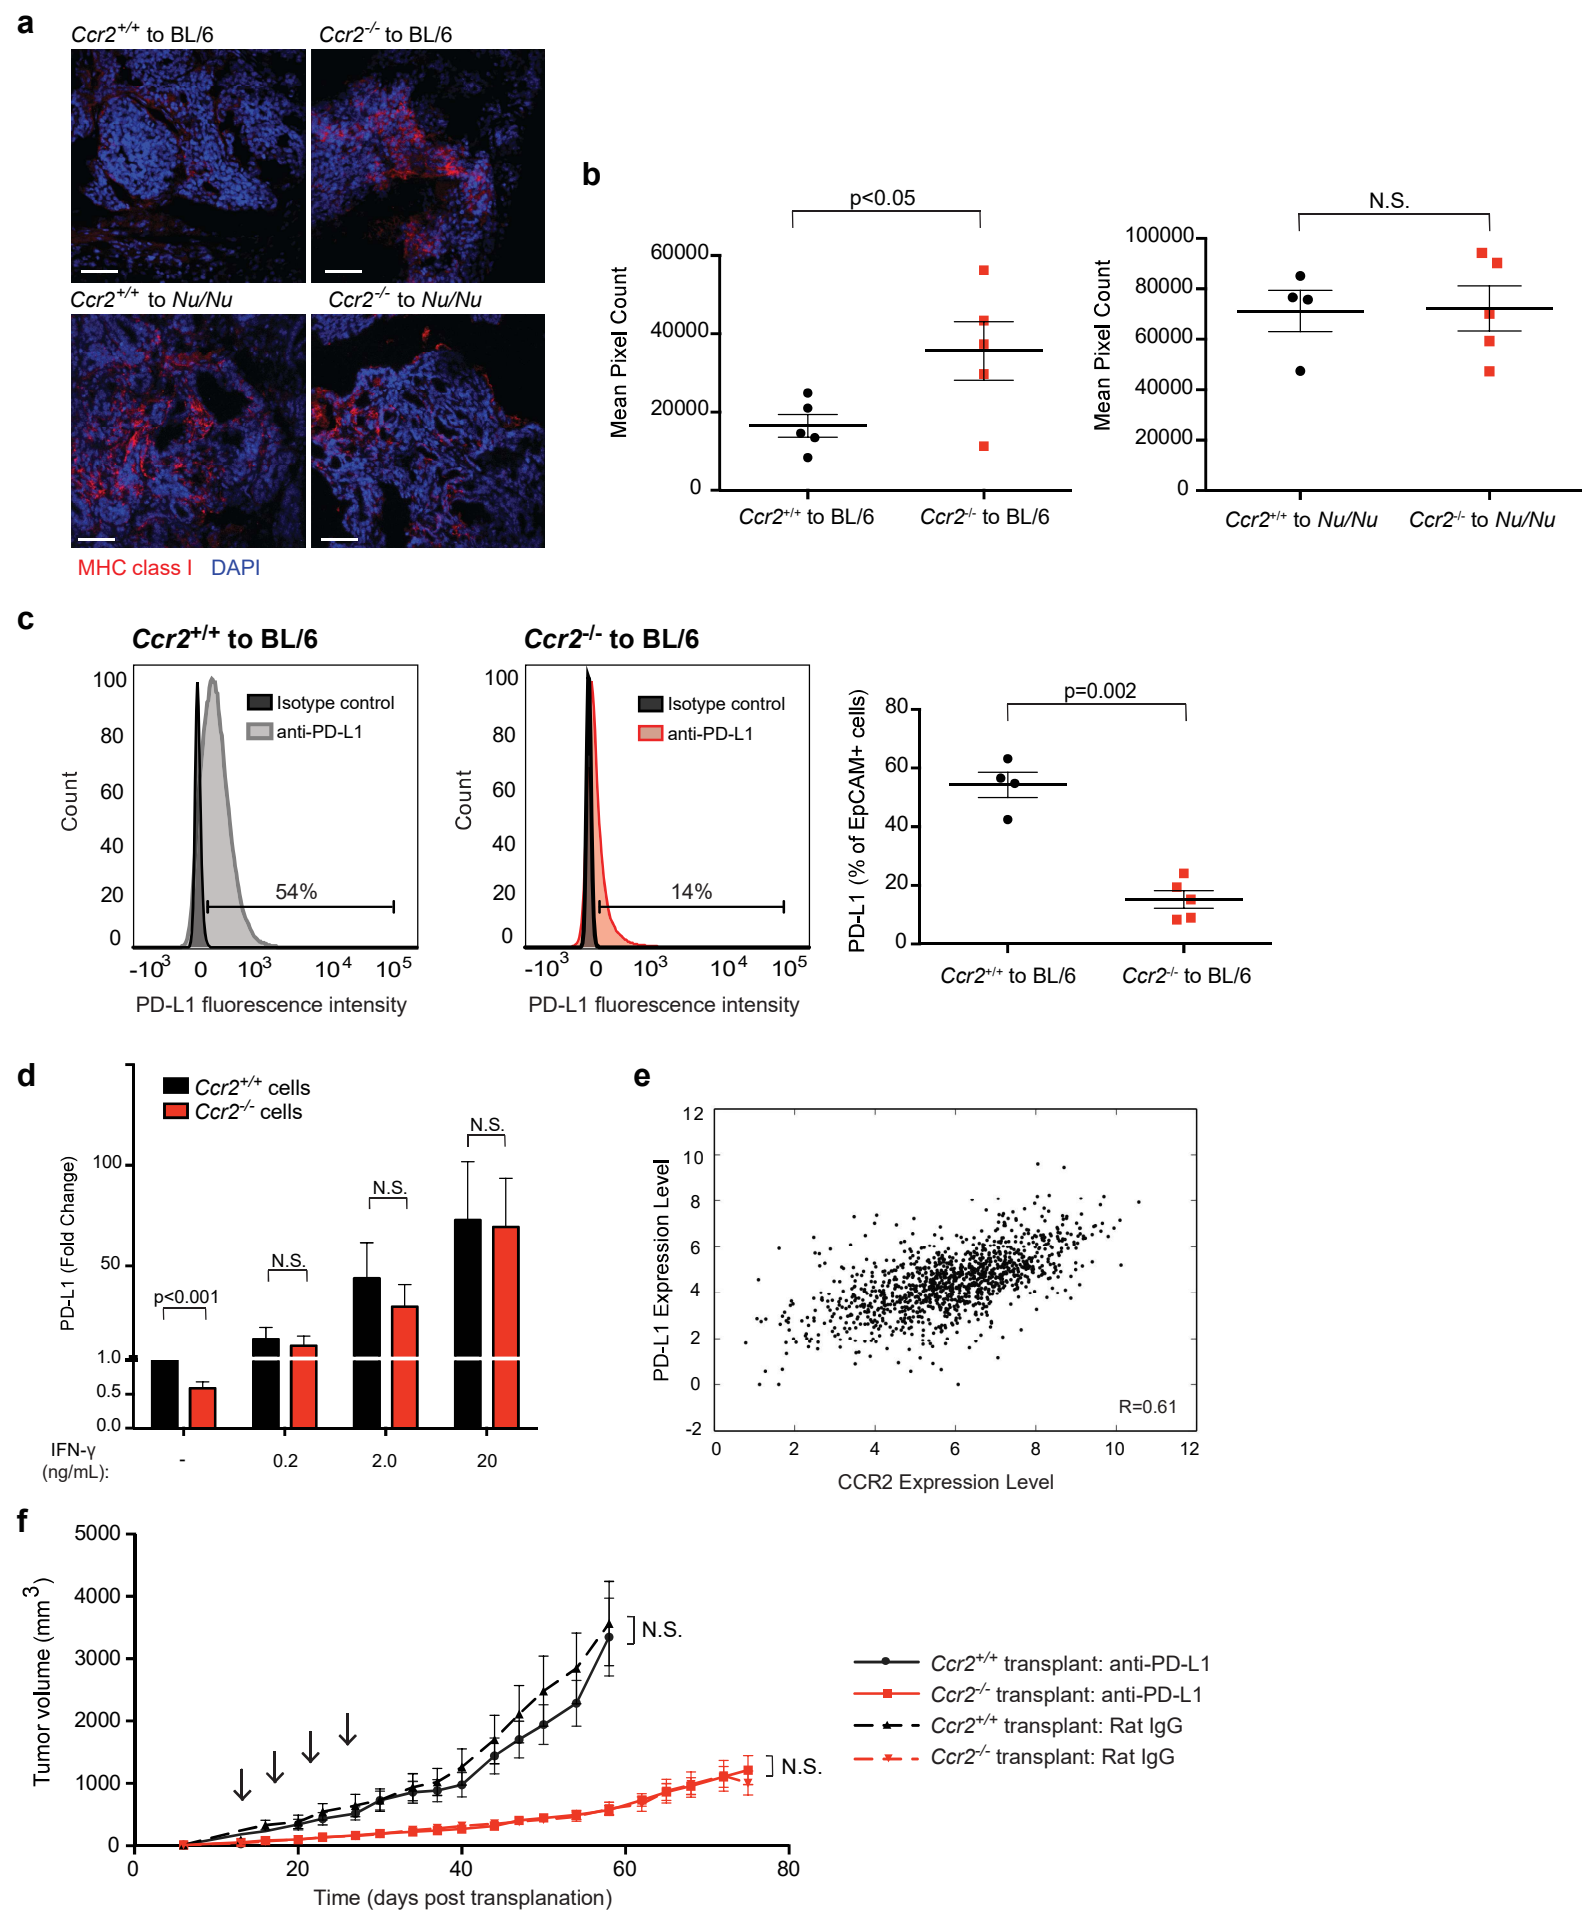 a
Ccr2+/+ to BL/6
Ccr2-/- to BL/6
Ccr2+/+ to Nu/Nu
Ccr2-/- to Nu/Nu
MHC class I DAPI
b
p<0.05
Mean Pixel Count
60000
40000
20000
0
Ccr2+/+ to BL/6
Ccr2-/- to BL/6
N.S.
Mean Pixel Count
100000
80000
60000
40000
20000
0
Ccr2+/+ to Nu/Nu
Ccr2-/- to Nu/Nu
c
Ccr2+/+ to BL/6
Count
100
80
60
40
20
0
Isotype control
anti-PD-L1
54%
-10³ 0 10³ 10⁴ 10⁵
PD-L1 fluorescence intensity
Ccr2-/- to BL/6
Count
100
80
60
40
20
0
Isotype control
anti-PD-L1
14%
-10³ 0 10³ 10⁴ 10⁵
PD-L1 fluorescence intensity
p=0.002
PD-L1 (% of EpCAM+ cells)
80
60
40
20
0
Ccr2+/+ to BL/6
Ccr2-/- to BL/6
d
Ccr2+/+ cells
Ccr2-/- cells
PD-L1 (Fold Change)
100
50
1.0
0.5
0.0
p<0.001
N.S.
N.S.
N.S.
IFN-γ
(ng/mL):
- 0.2 2.0 20
e
PD-L1 Expression Level
12
10
8
6
4
2
0
-2
R=0.61
0 2 4 6 8 10 12
CCR2 Expression Level
f
Tumor volume (mm³)
5000
4000
3000
2000
1000
0
N.S.
N.S.
0 20 40 60 80
Time (days post transplanation)
Ccr2+/+ transplant: anti-PD-L1
Ccr2-/- transplant: anti-PD-L1
Ccr2+/+ transplant: Rat IgG
Ccr2-/- transplant: Rat IgG